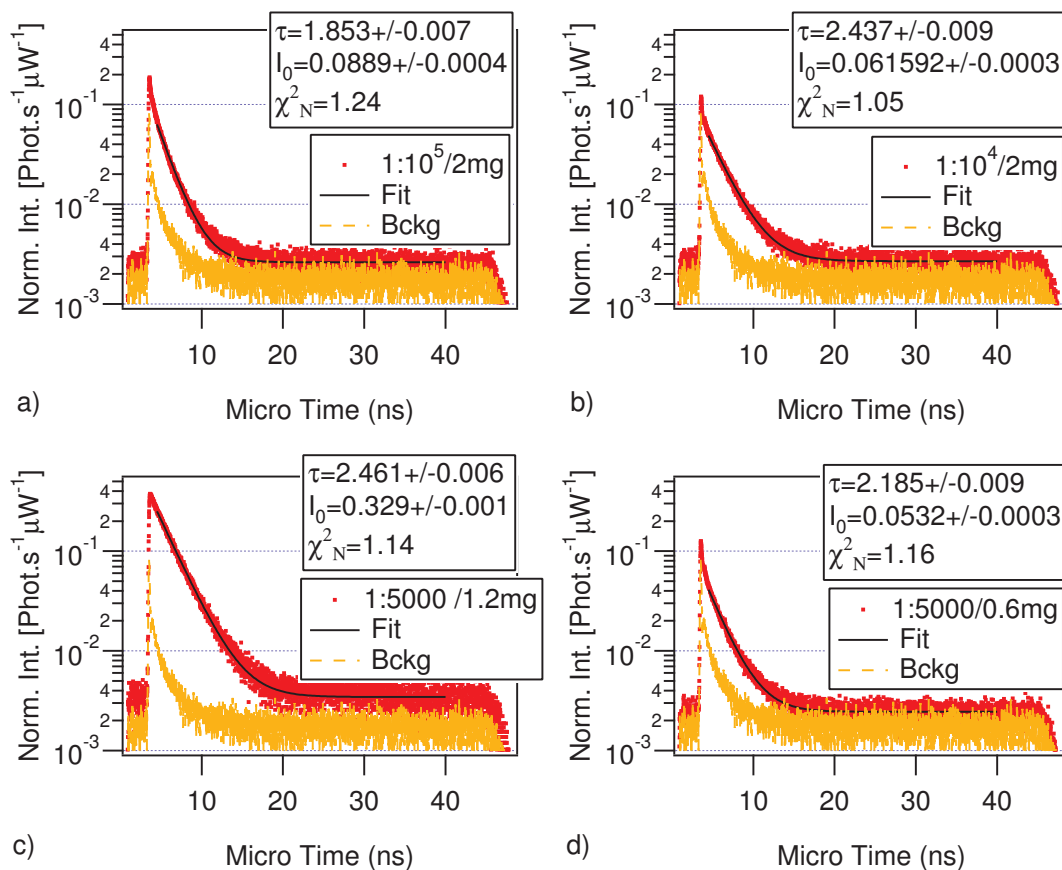 Norm. Int. [Phot.s⁻¹µW⁻¹]
4
2
10⁻¹
4
2
10⁻²
4
2
10⁻³
τ=1.853+/-0.007
I₀=0.0889+/-0.0004
χ²N=1.24
1:10⁵/2mg
Fit
Bckg
10 20 30 40
a)
Micro Time (ns)
Norm. Int. [Phot.s⁻¹µW⁻¹]
4
2
10⁻¹
4
2
10⁻²
4
2
10⁻³
τ=2.437+/-0.009
I₀=0.061592+/-0.0003
χ²N=1.05
1:10⁴/2mg
Fit
Bckg
10 20 30 40
b)
Micro Time (ns)
Norm. Int. [Phot.s⁻¹µW⁻¹]
4
2
10⁻¹
4
2
10⁻²
4
2
10⁻³
τ=2.461+/-0.006
I₀=0.329+/-0.001
χ²N=1.14
1:5000 /1.2mg
Fit
Bckg
10 20 30 40
c)
Micro Time (ns)
Norm. Int. [Phot.s⁻¹µW⁻¹]
4
2
10⁻¹
4
2
10⁻²
4
2
10⁻³
τ=2.185+/-0.009
I₀=0.0532+/-0.0003
χ²N=1.16
1:5000/0.6mg
Fit
Bckg
10 20 30 40
d)
Micro Time (ns)